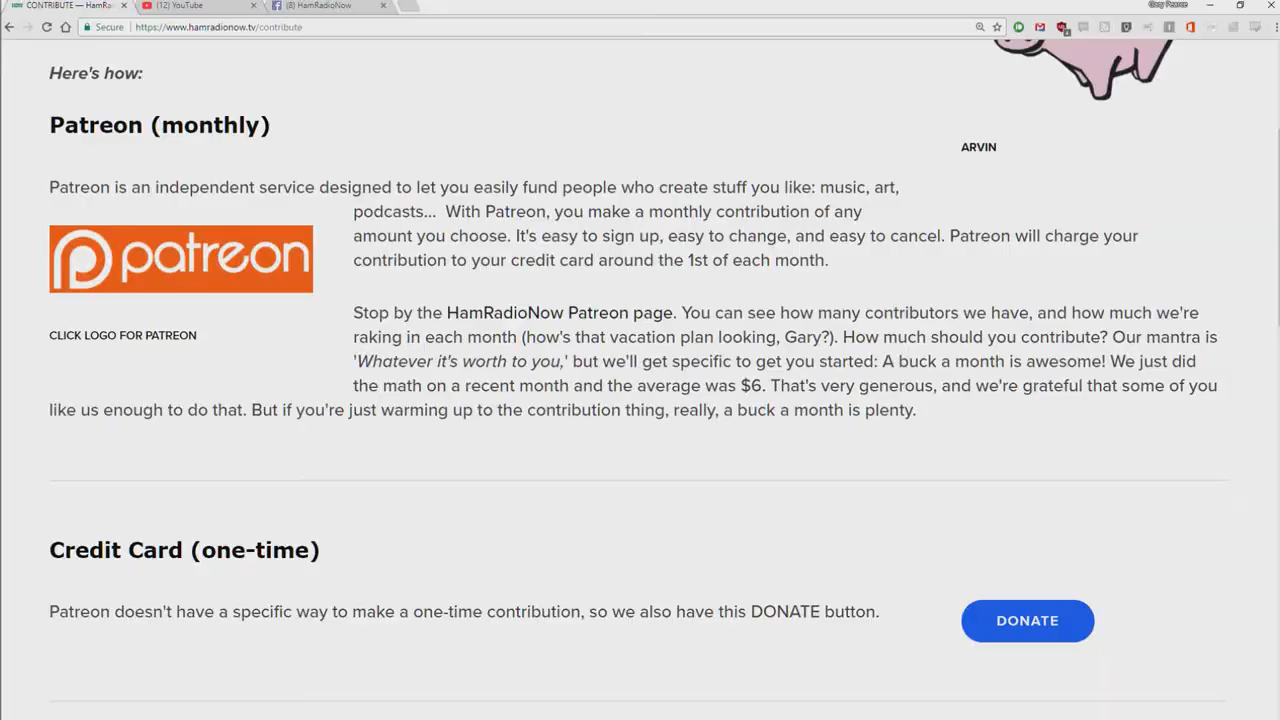 CONTRIBUTE — HamRa
(12) YouTube
(8) HamRadioNow
Gary Pearce
Secure
https://www.hamradionow.tv/contribute
Here's how:
Patreon (monthly)
ARVIN
Patreon is an independent service designed to let you easily fund people who create stuff you like: music, art,
podcasts... With Patreon, you make a monthly contribution of any
amount you choose. It's easy to sign up, easy to change, and easy to cancel. Patreon will charge your
contribution to your credit card around the 1st of each month.
patreon
CLICK LOGO FOR PATREON
Stop by the HamRadioNow Patreon page. You can see how many contributors we have, and how much we're
raking in each month (how's that vacation plan looking, Gary?). How much should you contribute? Our mantra is
'Whatever it's worth to you,' but we'll get specific to get you started: A buck a month is awesome! We just did
the math on a recent month and the average was $6. That's very generous, and we're grateful that some of you
like us enough to do that. But if you're just warming up to the contribution thing, really, a buck a month is plenty.
Credit Card (one-time)
Patreon doesn't have a specific way to make a one-time contribution, so we also have this DONATE button.
DONATE